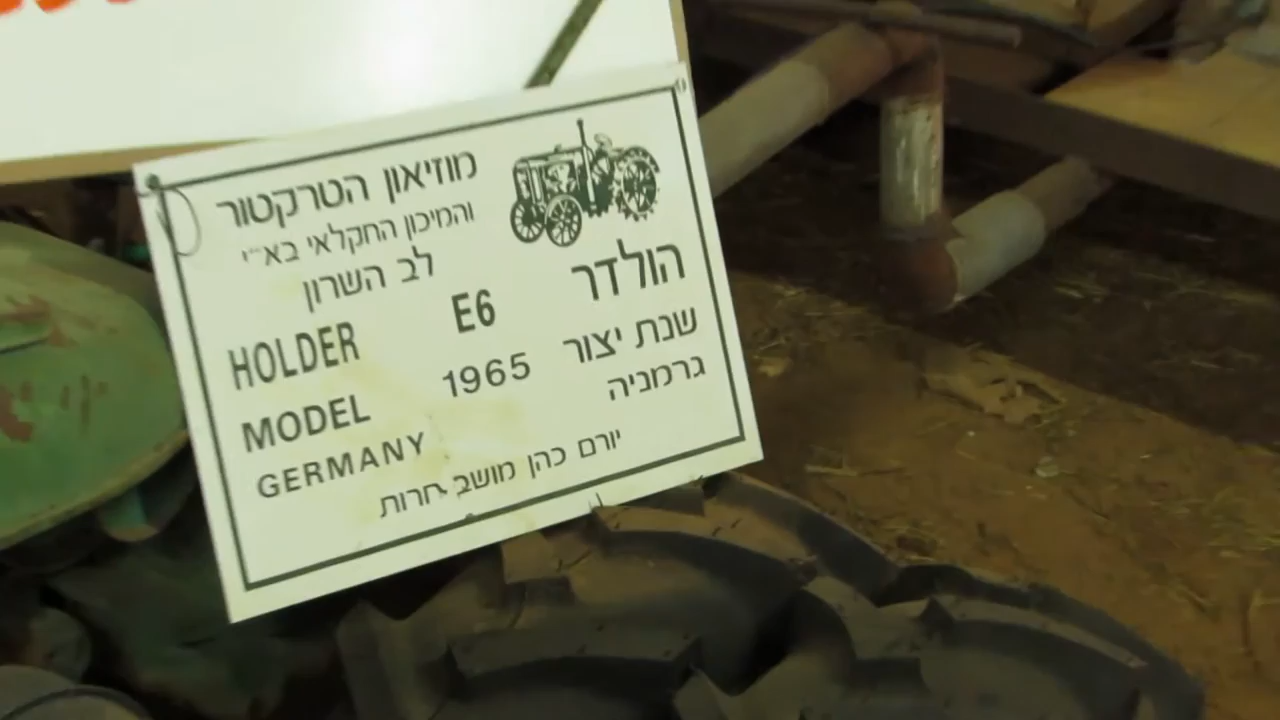 מוזיאון הטרקטור
והמיכון החקלאי בא״י
לב השרון
הולדר E6 HOLDER
שנת יצור 1965 MODEL
גרמניה GERMANY
יורם כהן מושב חרות